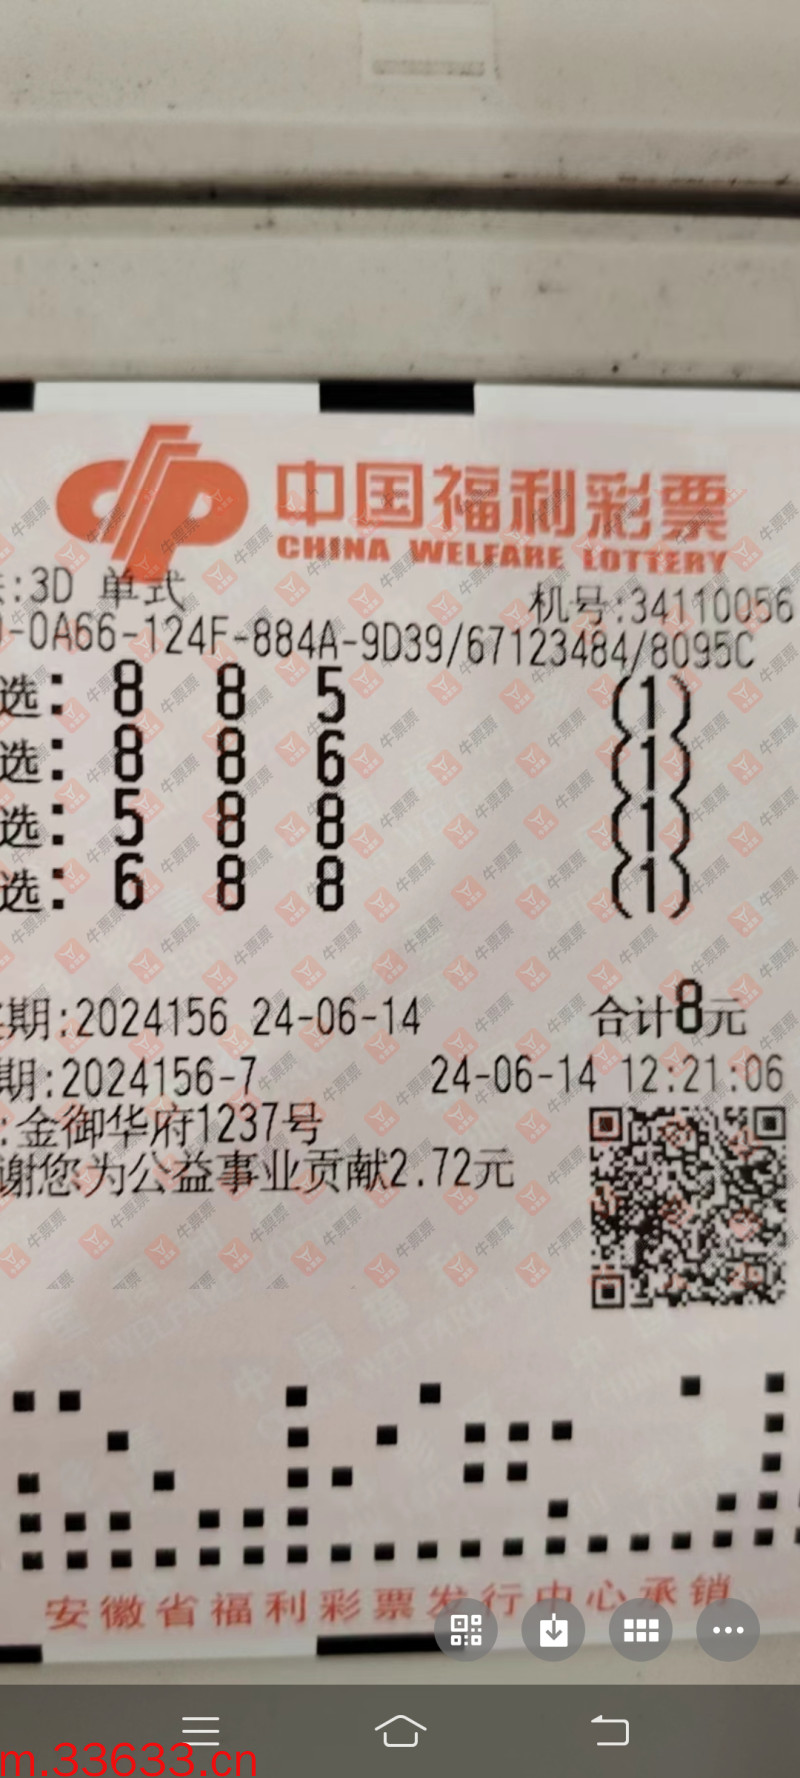 中国福利彩票
CHINA WELFARE LOTTERY
:3D 单式
机号:34110056
-0A66-124F-884A-9D39/67123484/8095C
选: 8 8 5 (1)
选: 8 8 6 (1)
选: 5 8 8 (1)
选: 6 8 8 (1)
期:2024156 24-06-14 合计8元
期:2024156-7 24-06-14 12:21:06
:金御华府1237号
谢您为公益事业贡献2.72元
安徽省福利彩票发行中心承销
牛票票
m.33633.cn